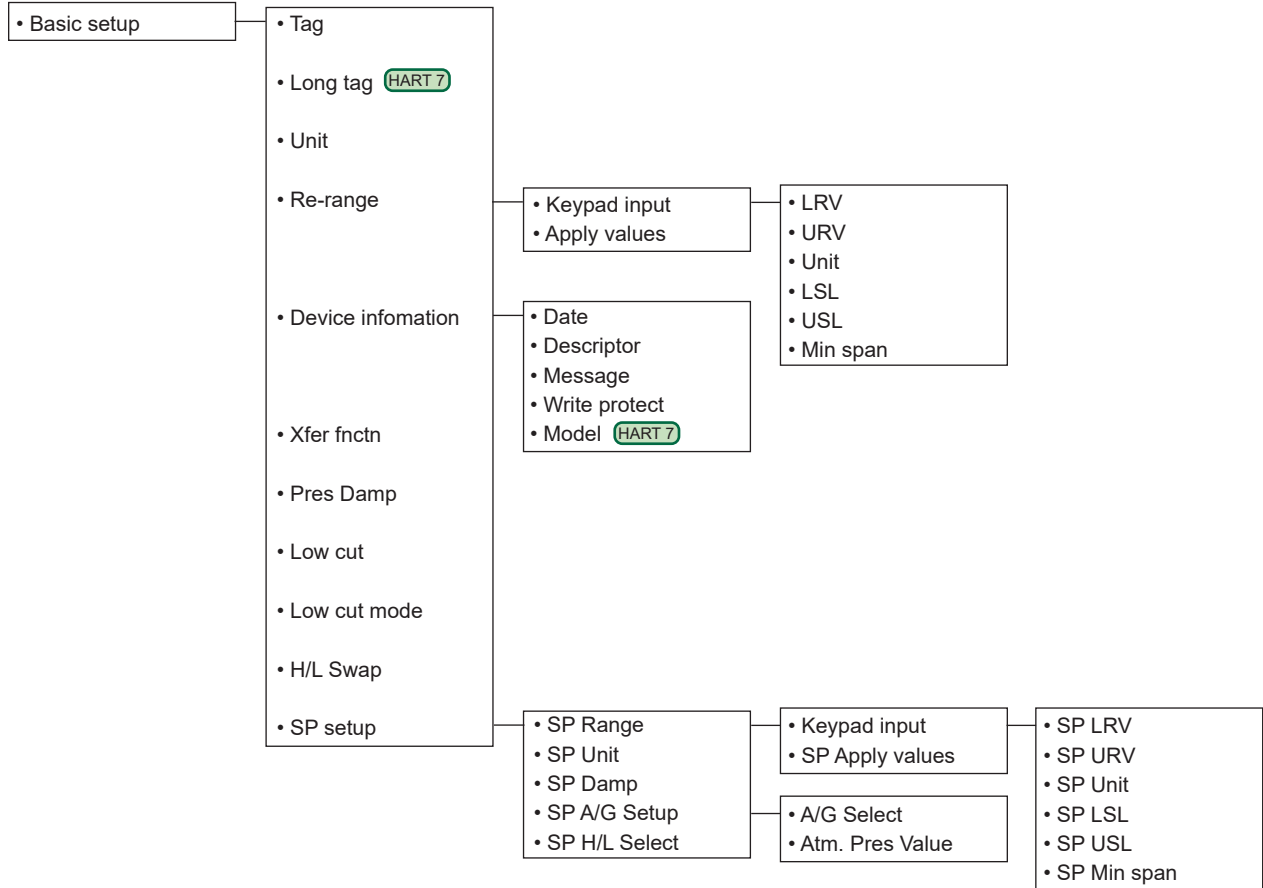 • Basic setup
• Tag
• Long tag HART 7
• Unit
• Re-range
• Device infomation
• Xfer fnctn
• Pres Damp
• Low cut
• Low cut mode
• H/L Swap
• SP setup
• Keypad input
• Apply values
• LRV
• URV
• Unit
• LSL
• USL
• Min span
• Date
• Descriptor
• Message
• Write protect
• Model HART 7
• SP Range
• SP Unit
• SP Damp
• SP A/G Setup
• SP H/L Select
• Keypad input
• SP Apply values
• SP LRV
• SP URV
• SP Unit
• SP LSL
• SP USL
• SP Min span
• A/G Select
• Atm. Pres Value